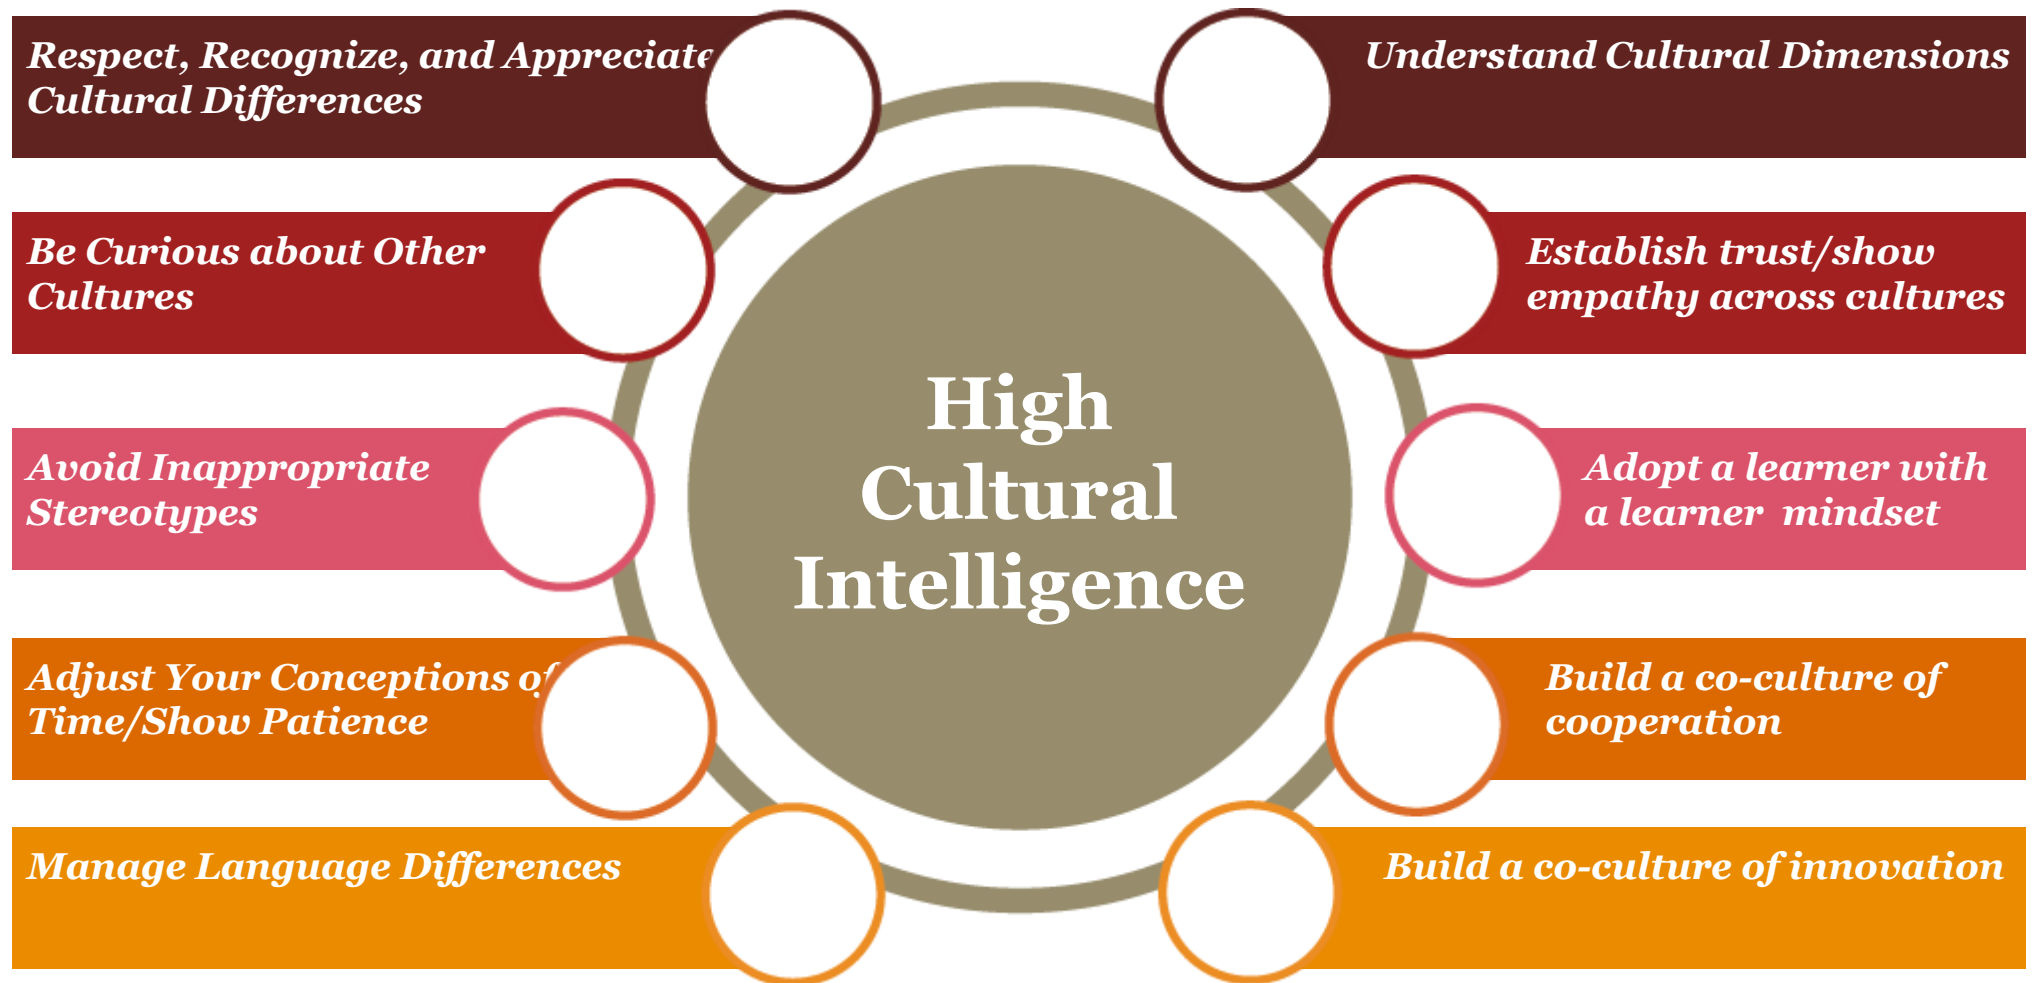 Respect, Recognize, and Appreciate
Cultural Differences
Be Curious about Other
Cultures
Avoid Inappropriate
Stereotypes
Adjust Your Conceptions of
Time/Show Patience
Manage Language Differences
High
Cultural
Intelligence
Understand Cultural Dimensions
Establish trust/show
empathy across cultures
Adopt a learner with
a learner  mindset
Build a co-culture of
cooperation
Build a co-culture of innovation